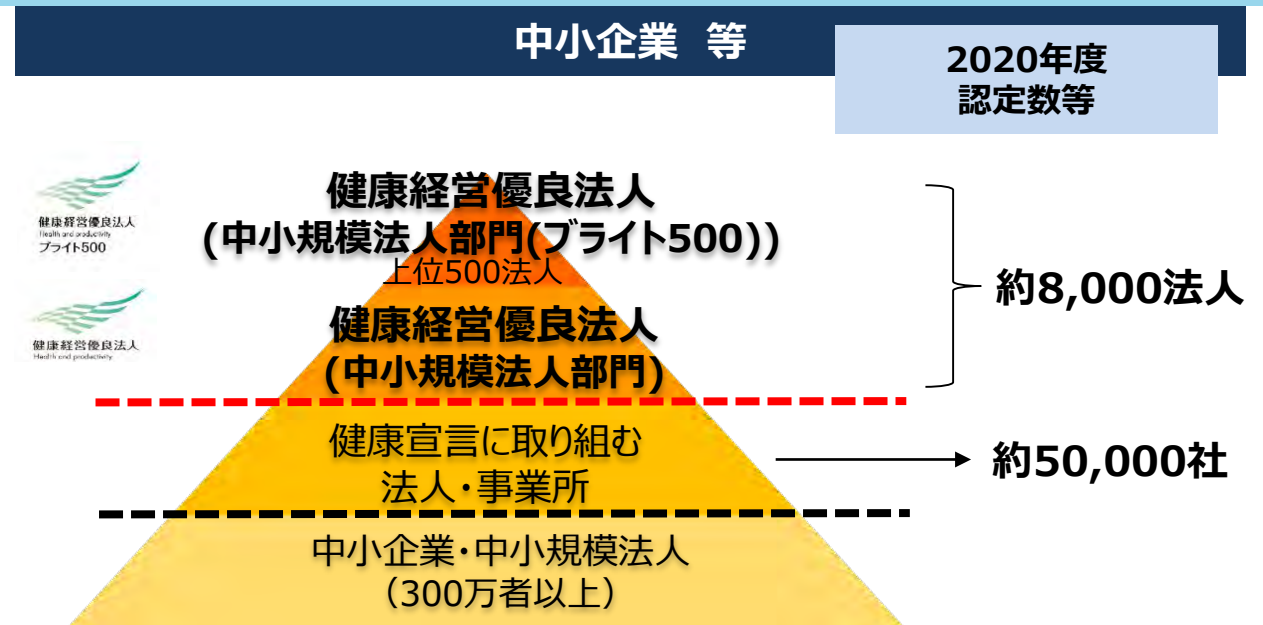 中小企業 等
2020年度
認定数等
健康経営優良法人
Health and productivity
ブライト500
健康経営優良法人
(中小規模法人部門(ブライト500))
上位500法人
約8,000法人
健康経営優良法人
Health and productivity
健康経営優良法人
(中小規模法人部門)
健康宣言に取り組む
法人・事業所
約50,000社
中小企業・中小規模法人
（300万者以上）